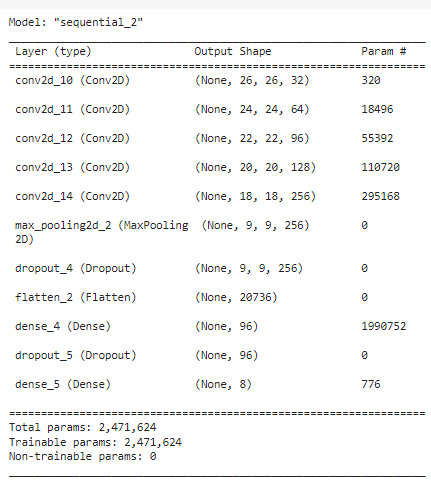 Model: "sequential_2"
_________________________________________________________________
Layer (type) Output Shape Param #
=================================================================
conv2d_10 (Conv2D) (None, 26, 26, 32) 320
conv2d_11 (Conv2D) (None, 24, 24, 64) 18496
conv2d_12 (Conv2D) (None, 22, 22, 96) 55392
conv2d_13 (Conv2D) (None, 20, 20, 128) 110720
conv2d_14 (Conv2D) (None, 18, 18, 256) 295168
max_pooling2d_2 (MaxPooling (None, 9, 9, 256) 0
2D)
dropout_4 (Dropout) (None, 9, 9, 256) 0
flatten_2 (Flatten) (None, 20736) 0
dense_4 (Dense) (None, 96) 1990752
dropout_5 (Dropout) (None, 96) 0
dense_5 (Dense) (None, 8) 776
=================================================================
Total params: 2,471,624
Trainable params: 2,471,624
Non-trainable params: 0
_________________________________________________________________